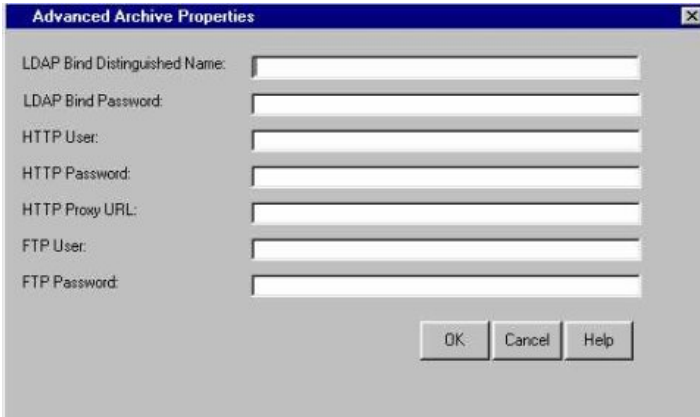 Advanced Archive Properties
LDAP Bind Distinguished Name:
LDAP Bind Password:
HTTP User:
HTTP Password:
HTTP Proxy URL:
FTP User:
FTP Password:
OK Cancel Help